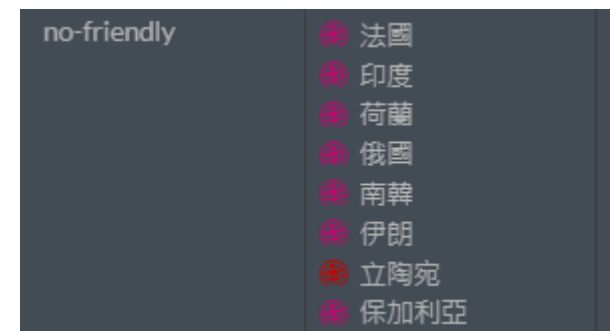 no-friendly
法國
印度
荷蘭
俄國
南韓
伊朗
立陶宛
保加利亞